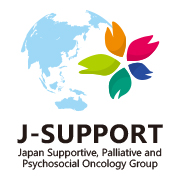 J-SUPPORT
Japan Supportive, Palliative and
Psychosocial Oncology Group